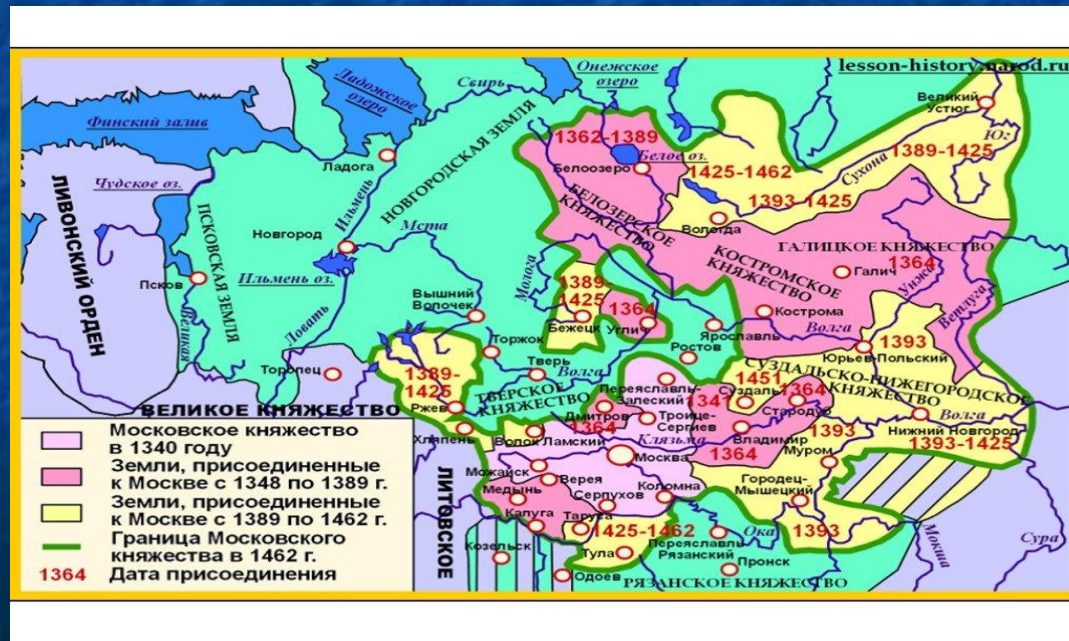 lesson-history.narod.ru
Онежское
озеро
Ладожское
озеро
Свирь
Великий
Устюг
Финский залив
1362-1389
Юг
1389-1425
Ладога
НОВГОРОДСКАЯ ЗЕМЛЯ
Белое оз.
Белоозеро
1425-1462
Сухона
Чудское оз.
1393-1425
ЛИВОНСКИЙ ОРДЕН
ПСКОВСКАЯ ЗЕМЛЯ
Ильмень
БЕЛОЗЕРСКОЕ
КНЯЖЕСТВО
Вологда
Новгород
Мста
ГАЛИЦКОЕ КНЯЖЕСТВО
1364
КОСТРОМСКОЕ
КНЯЖЕСТВО
Галич
Псков
Ильмень оз.
Молога
1389-
1425
Унжа
Ветлуга
Великая
Ловать
Вышний
Волочек
1364
Бежецк
Углич
Кострома
Волга
Ярославль
Торжок
Ростов
1393
Юрьев-Польский
Торопец
1389-
1425
Тверь
Волга
Переяславль-
Залеский
1451
СУЗДАЛЬСКО-НИЖЕГОРОДСКОЕ
КНЯЖЕСТВО
ТВЕРСКОЕ
КНЯЖЕСТВО
1341
Суздаль
1364
Стародуб
Ржев
Дмитров
1364
Троице-
Сергиев
Волга
Хлепень
Волок Ламский
Клязьма
Владимир
1393
Нижний Новгород
1393-1425
Москва
1364
Муром
Можайск
Верея
Коломна
Городец-
Мышецкий
Медынь
Серпухов
Калуга
Таруса
1425-1462
Ока
1393
Переяславль
Рязанский
Козельск
Тула
Пронск
Мокша
Сура
Одоев
РЯЗАНСКОЕ КНЯЖЕСТВО
ВЕЛИКОЕ КНЯЖЕСТВО
ЛИТОВСКОЕ
Московское княжество
в 1340 году
Земли, присоединенные
к Москве с 1348 по 1389 г.
Земли, присоединенные
к Москве с 1389 по 1462 г.
Граница Московского
княжества в 1462 г.
1364 Дата присоединения